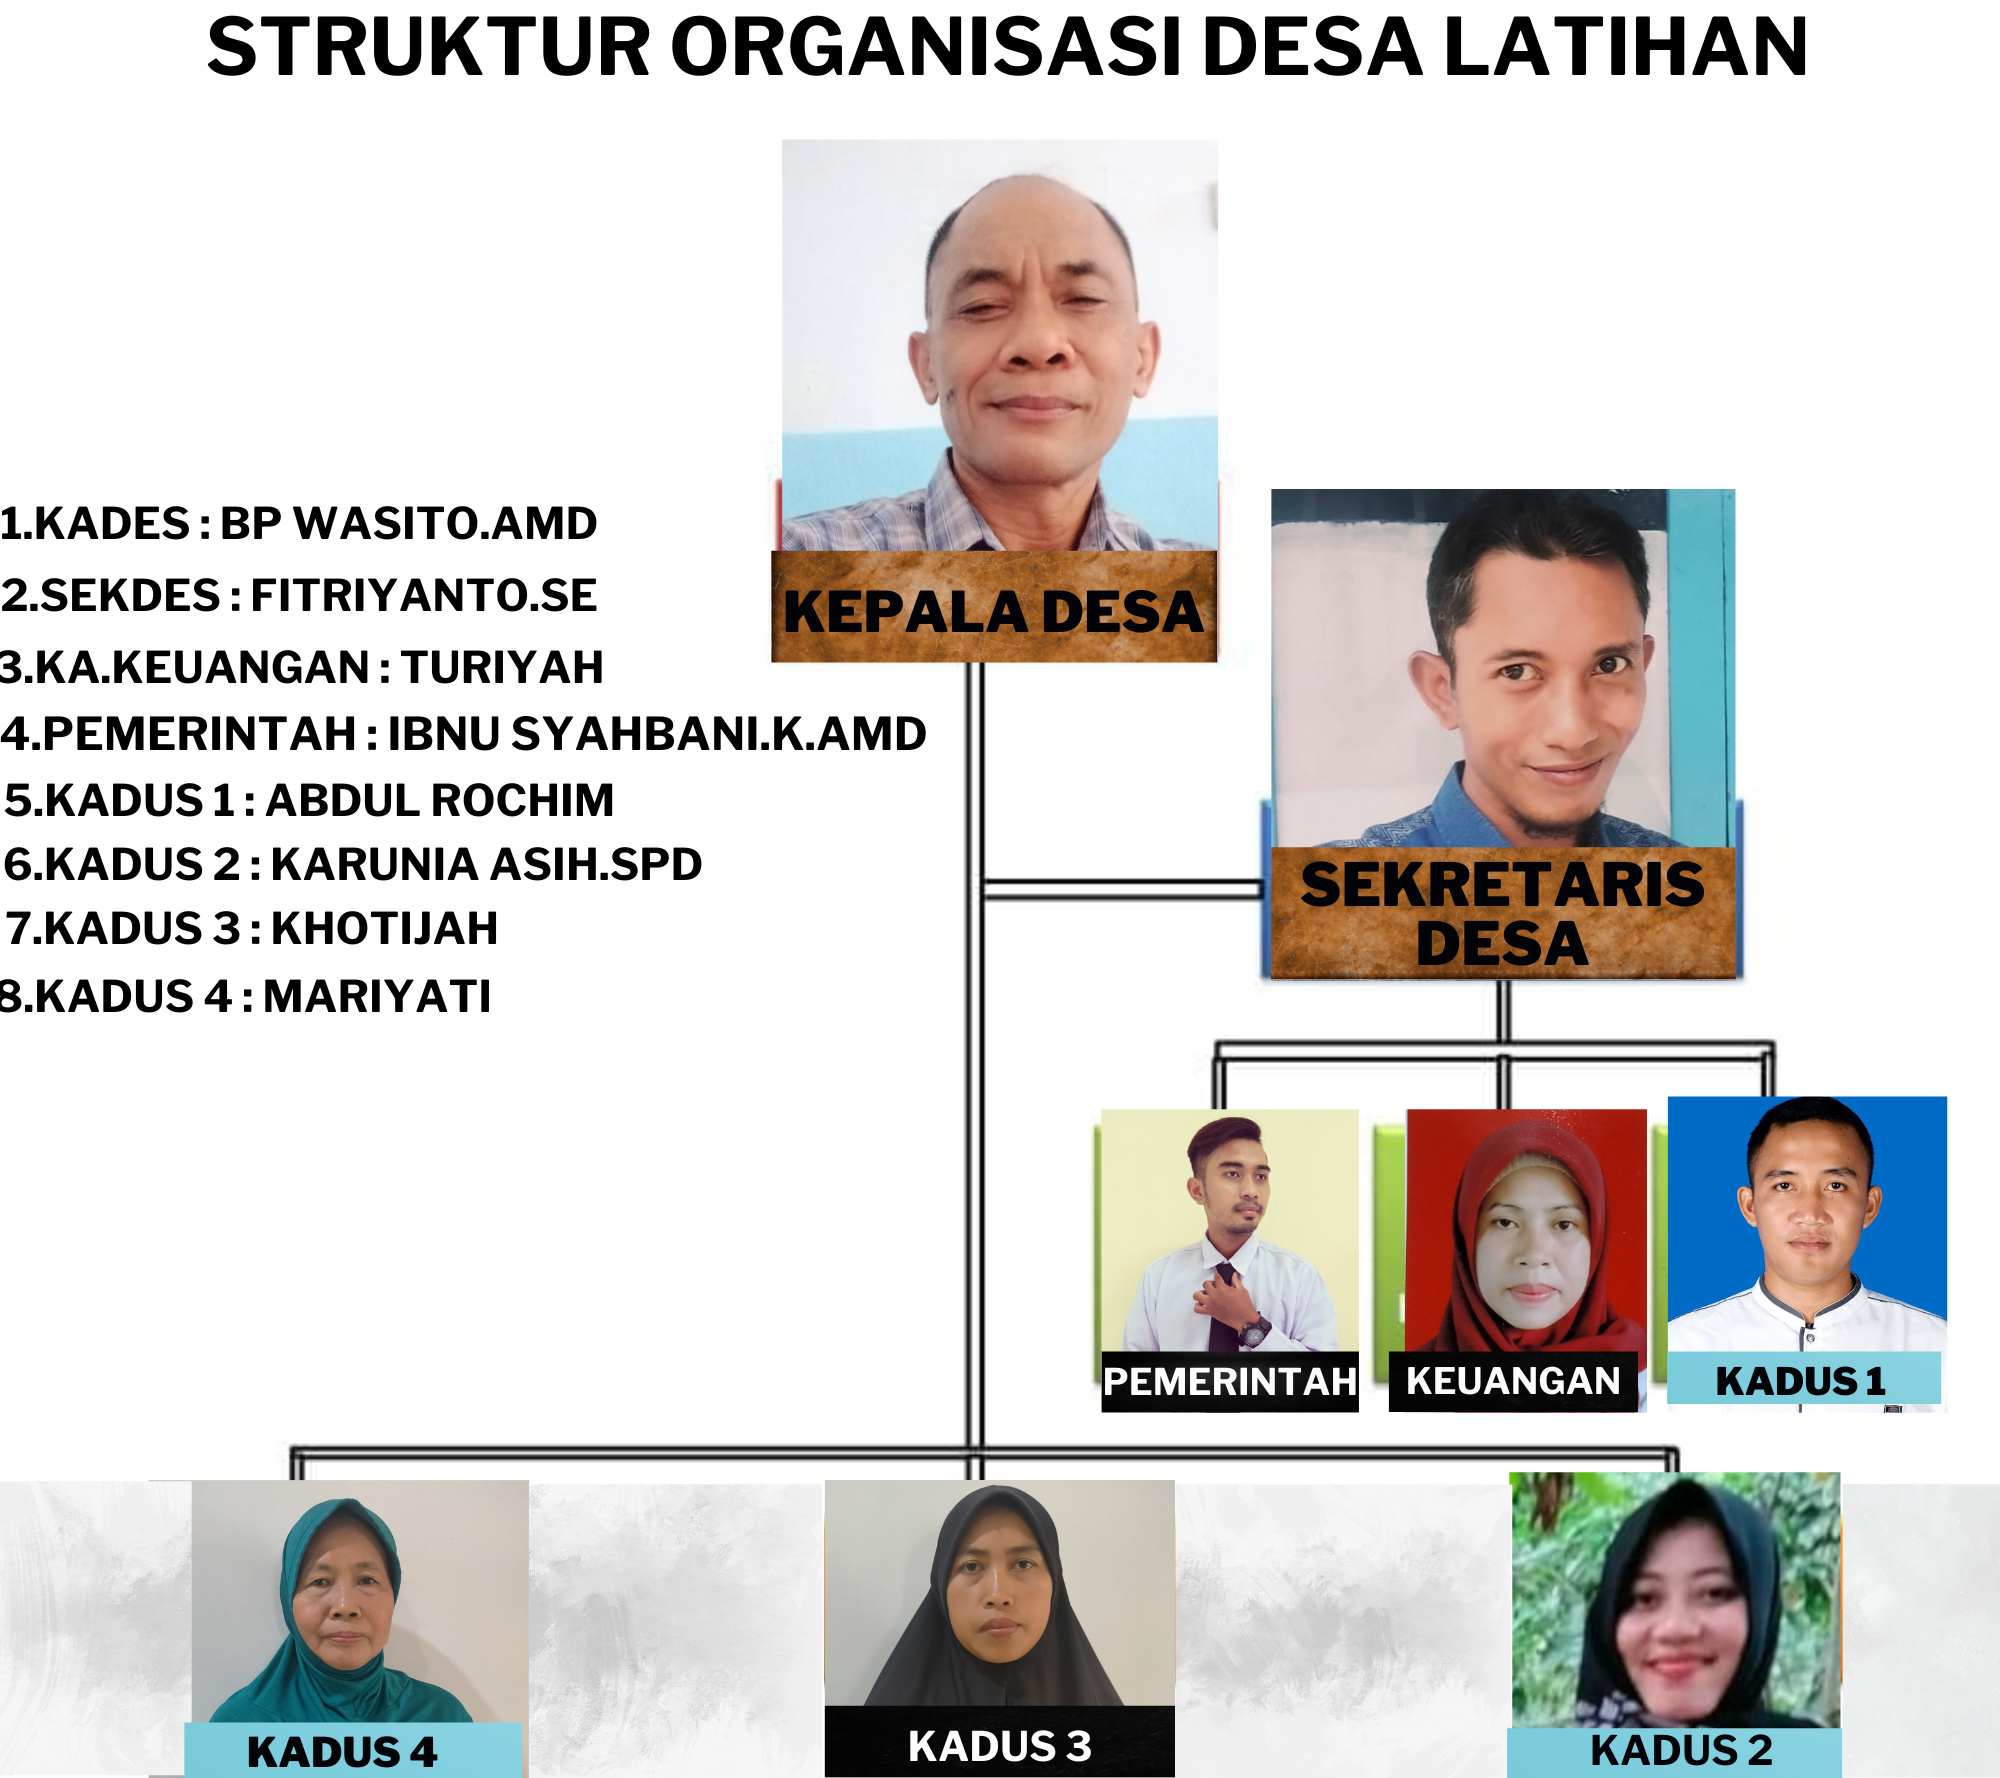 STRUKTUR ORGANISASI DESA LATIHAN
KEPALA DESA
1.KADES : BP WASITO.AMD
2.SEKDES : FITRIYANTO.SE
3.KA.KEUANGAN : TURIYAH
4.PEMERINTAH : IBNU SYAHBANI.K.AMD
5.KADUS 1 : ABDUL ROCHIM
6.KADUS 2 : KARUNIA ASIH.SPD
7.KADUS 3 : KHOTIJAH
8.KADUS 4 : MARIYATI
SEKRETARIS
DESA
PEMERINTAH
KEUANGAN
KADUS 1
KADUS 4
KADUS 3
KADUS 2